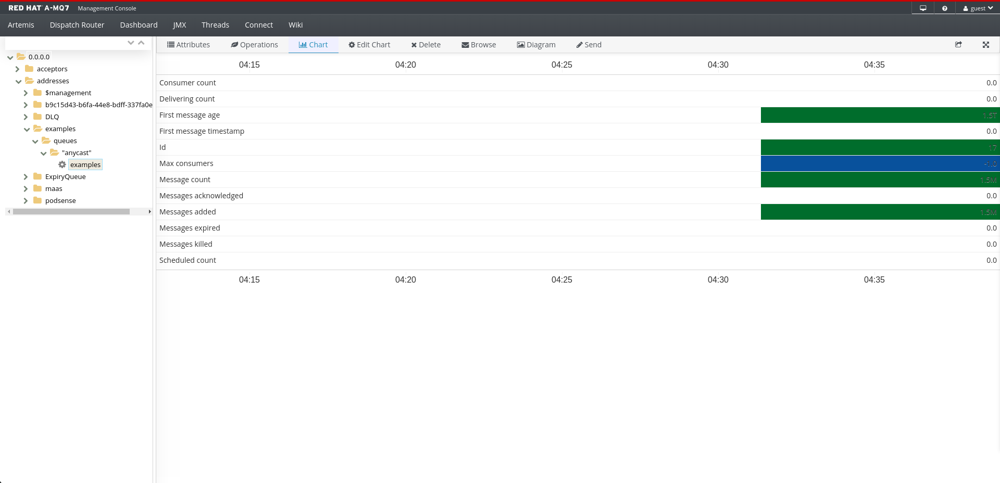 RED HAT A-MQ7 Management Console
guest
Artemis Dispatch Router Dashboard JMX Threads Connect Wiki
Attributes Operations Chart Edit Chart Delete Browse Diagram Send
0.0.0.0
acceptors
addresses
$management
b9c15d43-b6fa-44e8-bdff-337fa0e
DLQ
examples
queues
"anycast"
examples
ExpiryQueue
maas
podsense
04:15 04:20 04:25 04:30 04:35
Consumer count 0.0
Delivering count 0.0
First message age 1.5T
First message timestamp 0.0
Id 17
Max consumers -1.0
Message count 1.5M
Messages acknowledged 0.0
Messages added 1.5M
Messages expired 0.0
Messages killed 0.0
Scheduled count 0.0
04:15 04:20 04:25 04:30 04:35